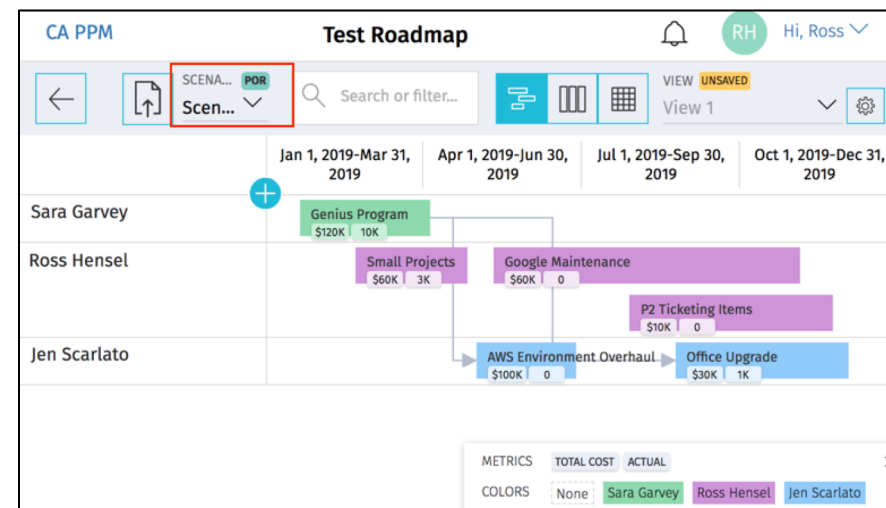 CA PPM
Test Roadmap
RH
Hi, Ross
SCENA... POR
Scen...
Search or filter...
VIEW UNSAVED
View 1
Jan 1, 2019-Mar 31, 2019
Apr 1, 2019-Jun 30, 2019
Jul 1, 2019-Sep 30, 2019
Oct 1, 2019-Dec 31, 2019
Sara Garvey
Genius Program
$120K 10K
Ross Hensel
Small Projects
$60K 3K
Google Maintenance
$60K 0
P2 Ticketing Items
$10K 0
Jen Scarlato
AWS Environment Overhaul
$100K 0
Office Upgrade
$30K 1K
METRICS TOTAL COST ACTUAL
COLORS None Sara Garvey Ross Hensel Jen Scarlato